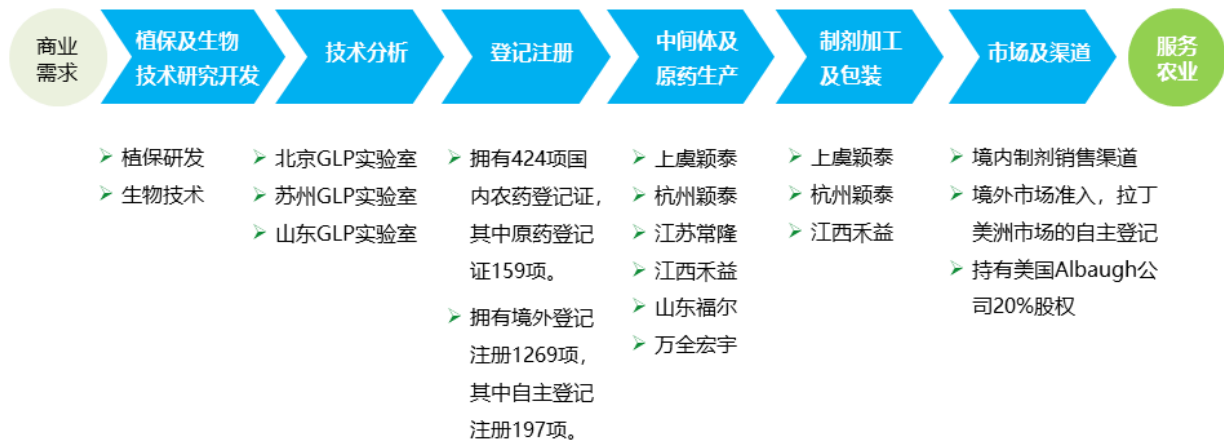 商业
需求
植保及生物
技术研究开发
技术分析
登记注册
中间体及
原药生产
制剂加工
及包装
市场及渠道
服务
农业
植保研发
生物技术
北京GLP实验室
苏州GLP实验室
山东GLP实验室
拥有424项国
内农药登记证,
其中原药登记
证159项。
拥有境外登记
注册1269项,
其中自主登记
注册197项。
上虞颖泰
杭州颖泰
江苏常隆
江西禾益
山东福尔
万全宏宇
上虞颖泰
杭州颖泰
江西禾益
境内制剂销售渠道
境外市场准入，拉丁
美洲市场的自主登记
持有美国Albaugh公
司20%股权